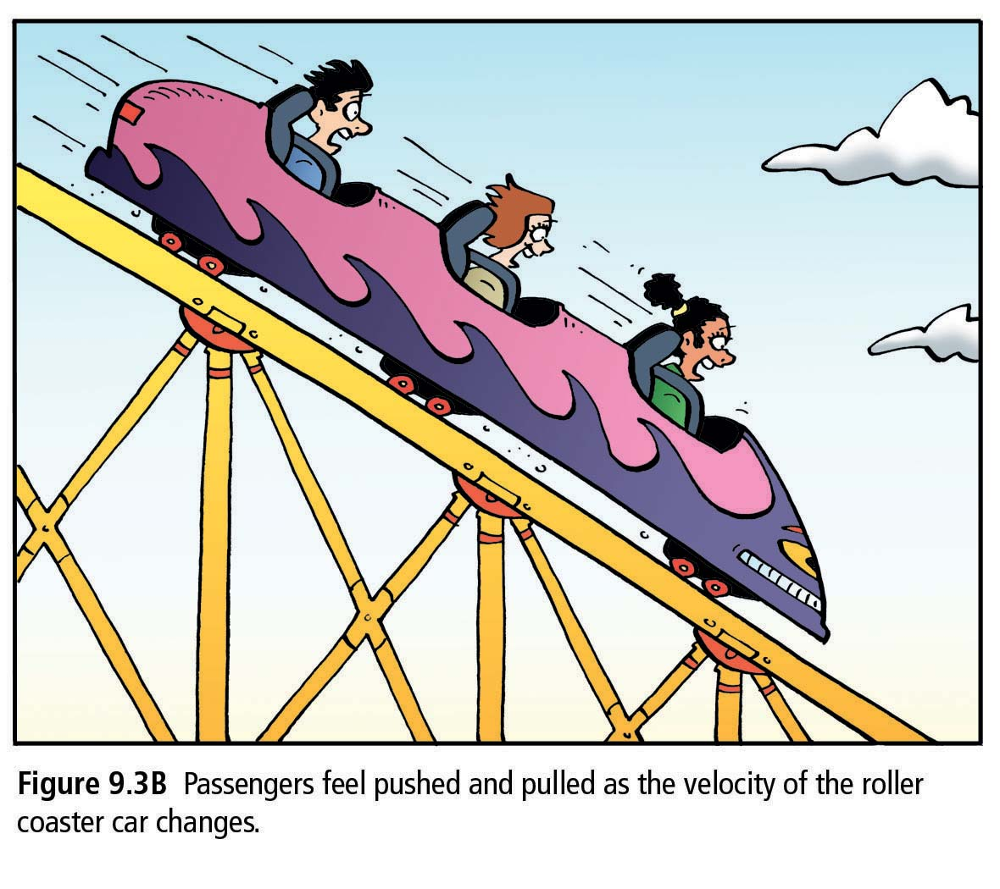 Figure 9.3B Passengers feel pushed and pulled as the velocity of the roller
coaster car changes.